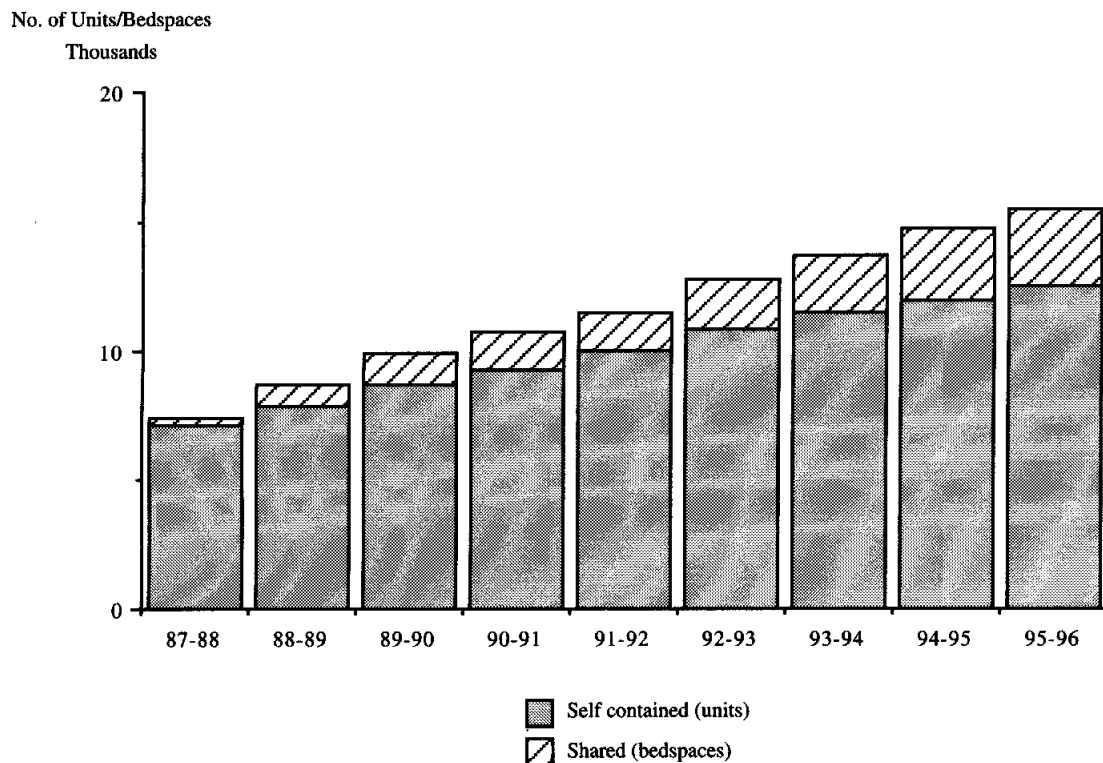 No. of Units/Bedspaces
Thousands
20
10
0
87-88 88-89 89-90 90-91 91-92 92-93 93-94 94-95 95-96
Self contained (units)
Shared (bedspaces)